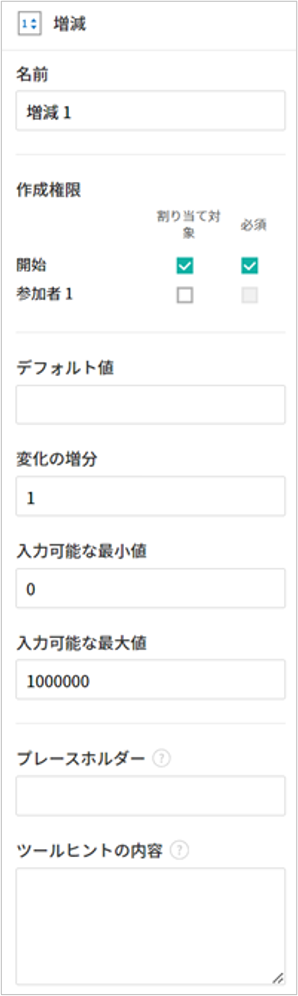 1 増減
名前
増減 1
作成権限
割り当て対
象
必須
開始
参加者 1
デフォルト値
変化の増分
1
入力可能な最小値
0
入力可能な最大値
1000000
プレースホルダー ?
ツールヒントの内容 ?